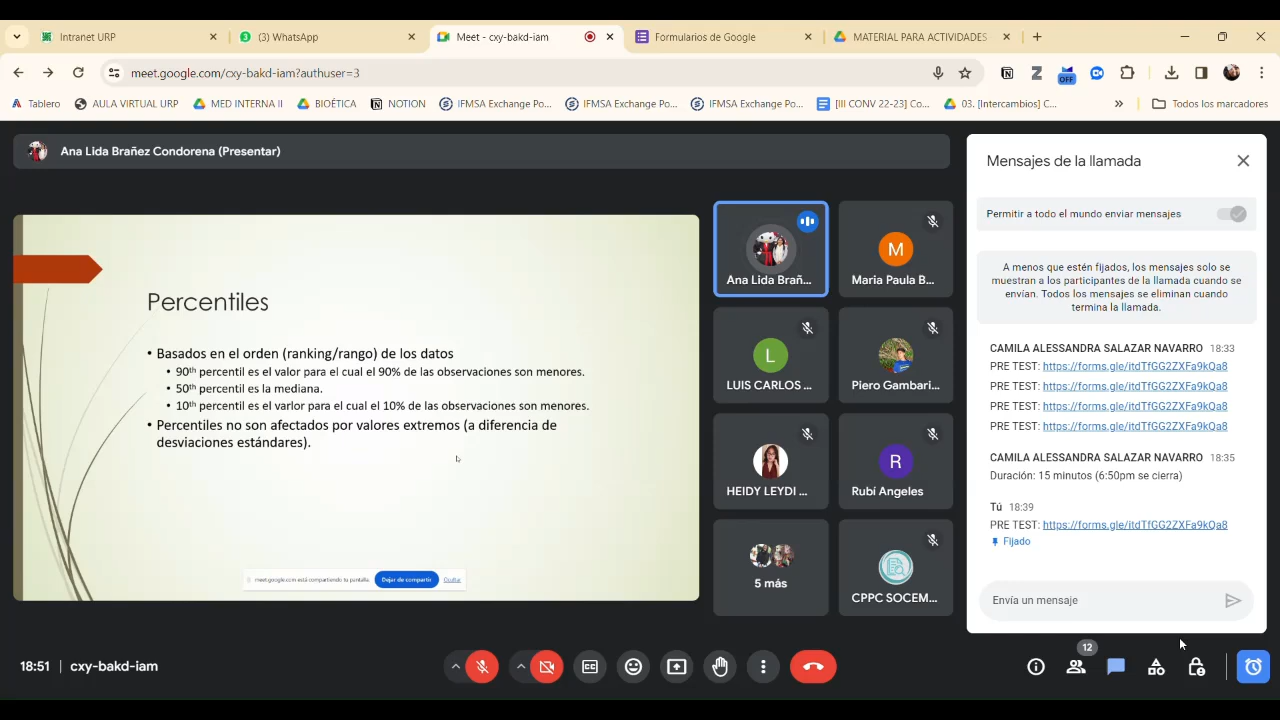 Intranet URP
(3) WhatsApp
Meet - cxy-bakd-iam
Formularios de Google
MATERIAL PARA ACTIVIDADES
meet.google.com/cxy-bakd-iam?authuser=3
OFF
Tablero
AULA VIRTUAL URP
MED INTERNA II
BIOÉTICA
NOTION
IFMSA Exchange Po...
IFMSA Exchange Po...
IFMSA Exchange Po...
[III CONV 22-23] Co...
03. [Intercambios] C...
Todos los marcadores
Ana Lida Brañez Condorena (Presentar)
Percentiles
• Basados en el orden (ranking/rango) de los datos
• 90th percentil es el valor para el cual el 90% de las observaciones son menores.
• 50th percentil es la mediana.
• 10th percentil es el varlor para el cual el 10% de las observaciones son menores.
• Percentiles no son afectados por valores extremos (a diferencia de
desviaciones estándares).
meet.google.com está compartiendo tu pantalla.
Dejar de compartir
Ocultar
Ana Lida Brañ...
M
Maria Paula B...
L
LUIS CARLOS ...
Piero Gambari...
HEIDY LEYDI ...
R
Rubí Angeles
5 más
CPPC SOCEM...
Mensajes de la llamada
Permitir a todo el mundo enviar mensajes
A menos que estén fijados, los mensajes solo se
muestran a los participantes de la llamada cuando se
envían. Todos los mensajes se eliminan cuando
termina la llamada.
CAMILA ALESSANDRA SALAZAR NAVARRO 18:33
PRE TEST: https://forms.gle/itdTfGG2ZXFa9kQa8
PRE TEST: https://forms.gle/itdTfGG2ZXFa9kQa8
PRE TEST: https://forms.gle/itdTfGG2ZXFa9kQa8
PRE TEST: https://forms.gle/itdTfGG2ZXFa9kQa8
CAMILA ALESSANDRA SALAZAR NAVARRO 18:35
Duración: 15 minutos (6:50pm se cierra)
Tú 18:39
PRE TEST: https://forms.gle/itdTfGG2ZXFa9kQa8
Fijado
Envía un mensaje
18:51 | cxy-bakd-iam
12